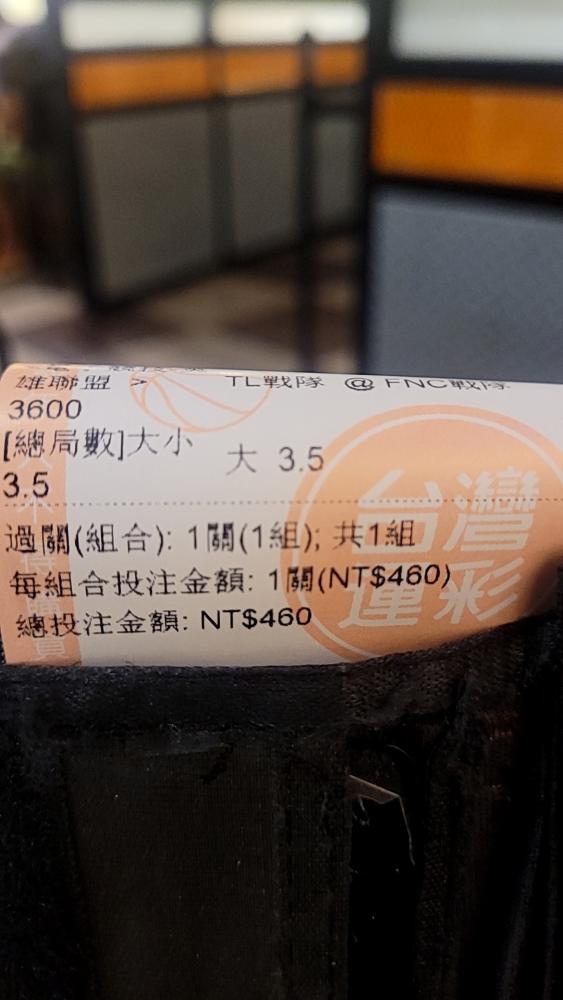 雄聯盟 > TL戰隊 @ FNC戰隊
3600
[總局數]大小 大 3.5
3.5
過關(組合): 1關(1組); 共1組
每組合投注金額: 1關(NT$460)
總投注金額: NT$460
台灣
運彩